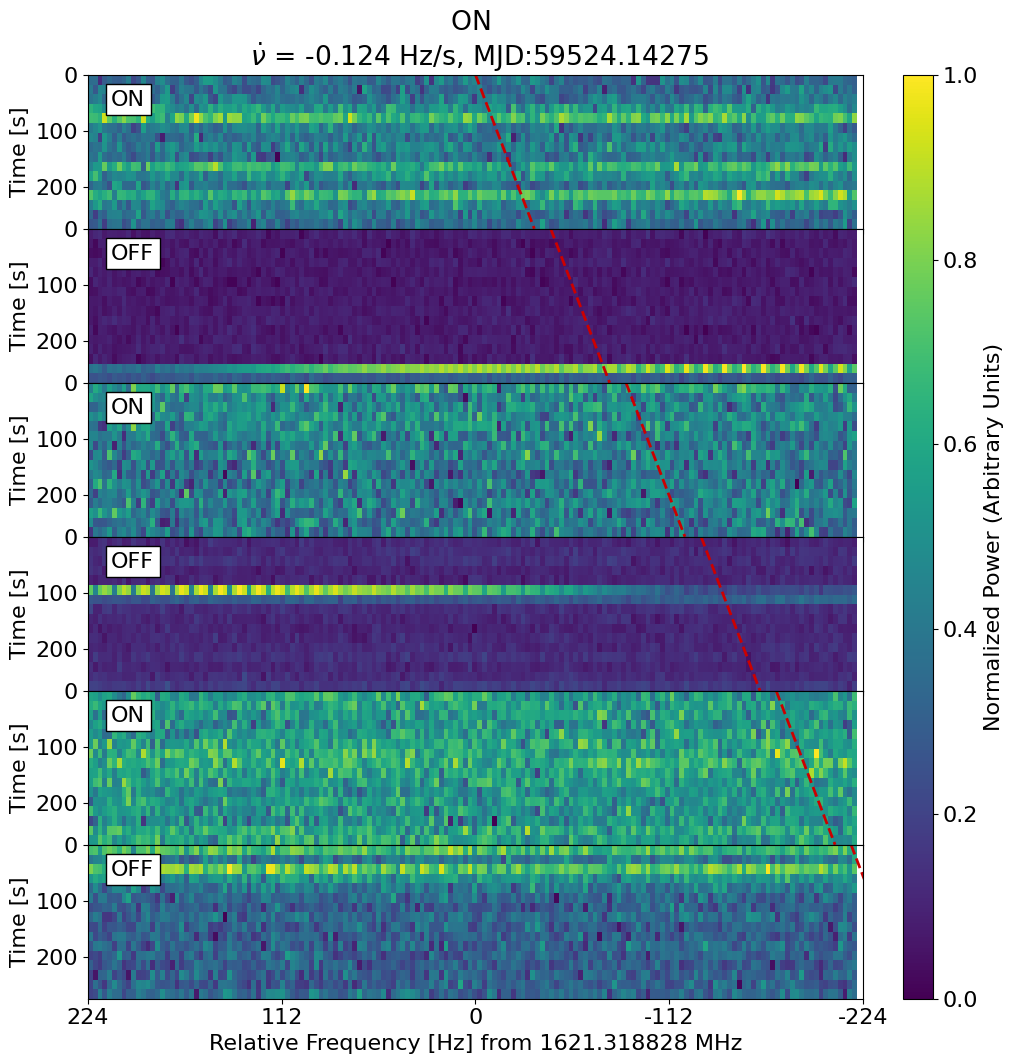 ON
ν̇ = -0.124 Hz/s, MJD:59524.14275
0
ON
100
200
Time [s]
0
OFF
100
200
Time [s]
0
ON
100
200
Time [s]
0
OFF
100
200
Time [s]
0
ON
100
200
Time [s]
0
OFF
100
200
Time [s]
224 112 0 -112 -224
Relative Frequency [Hz] from 1621.318828 MHz
1.0
0.8
0.6
0.4
0.2
0.0
Normalized Power (Arbitrary Units)